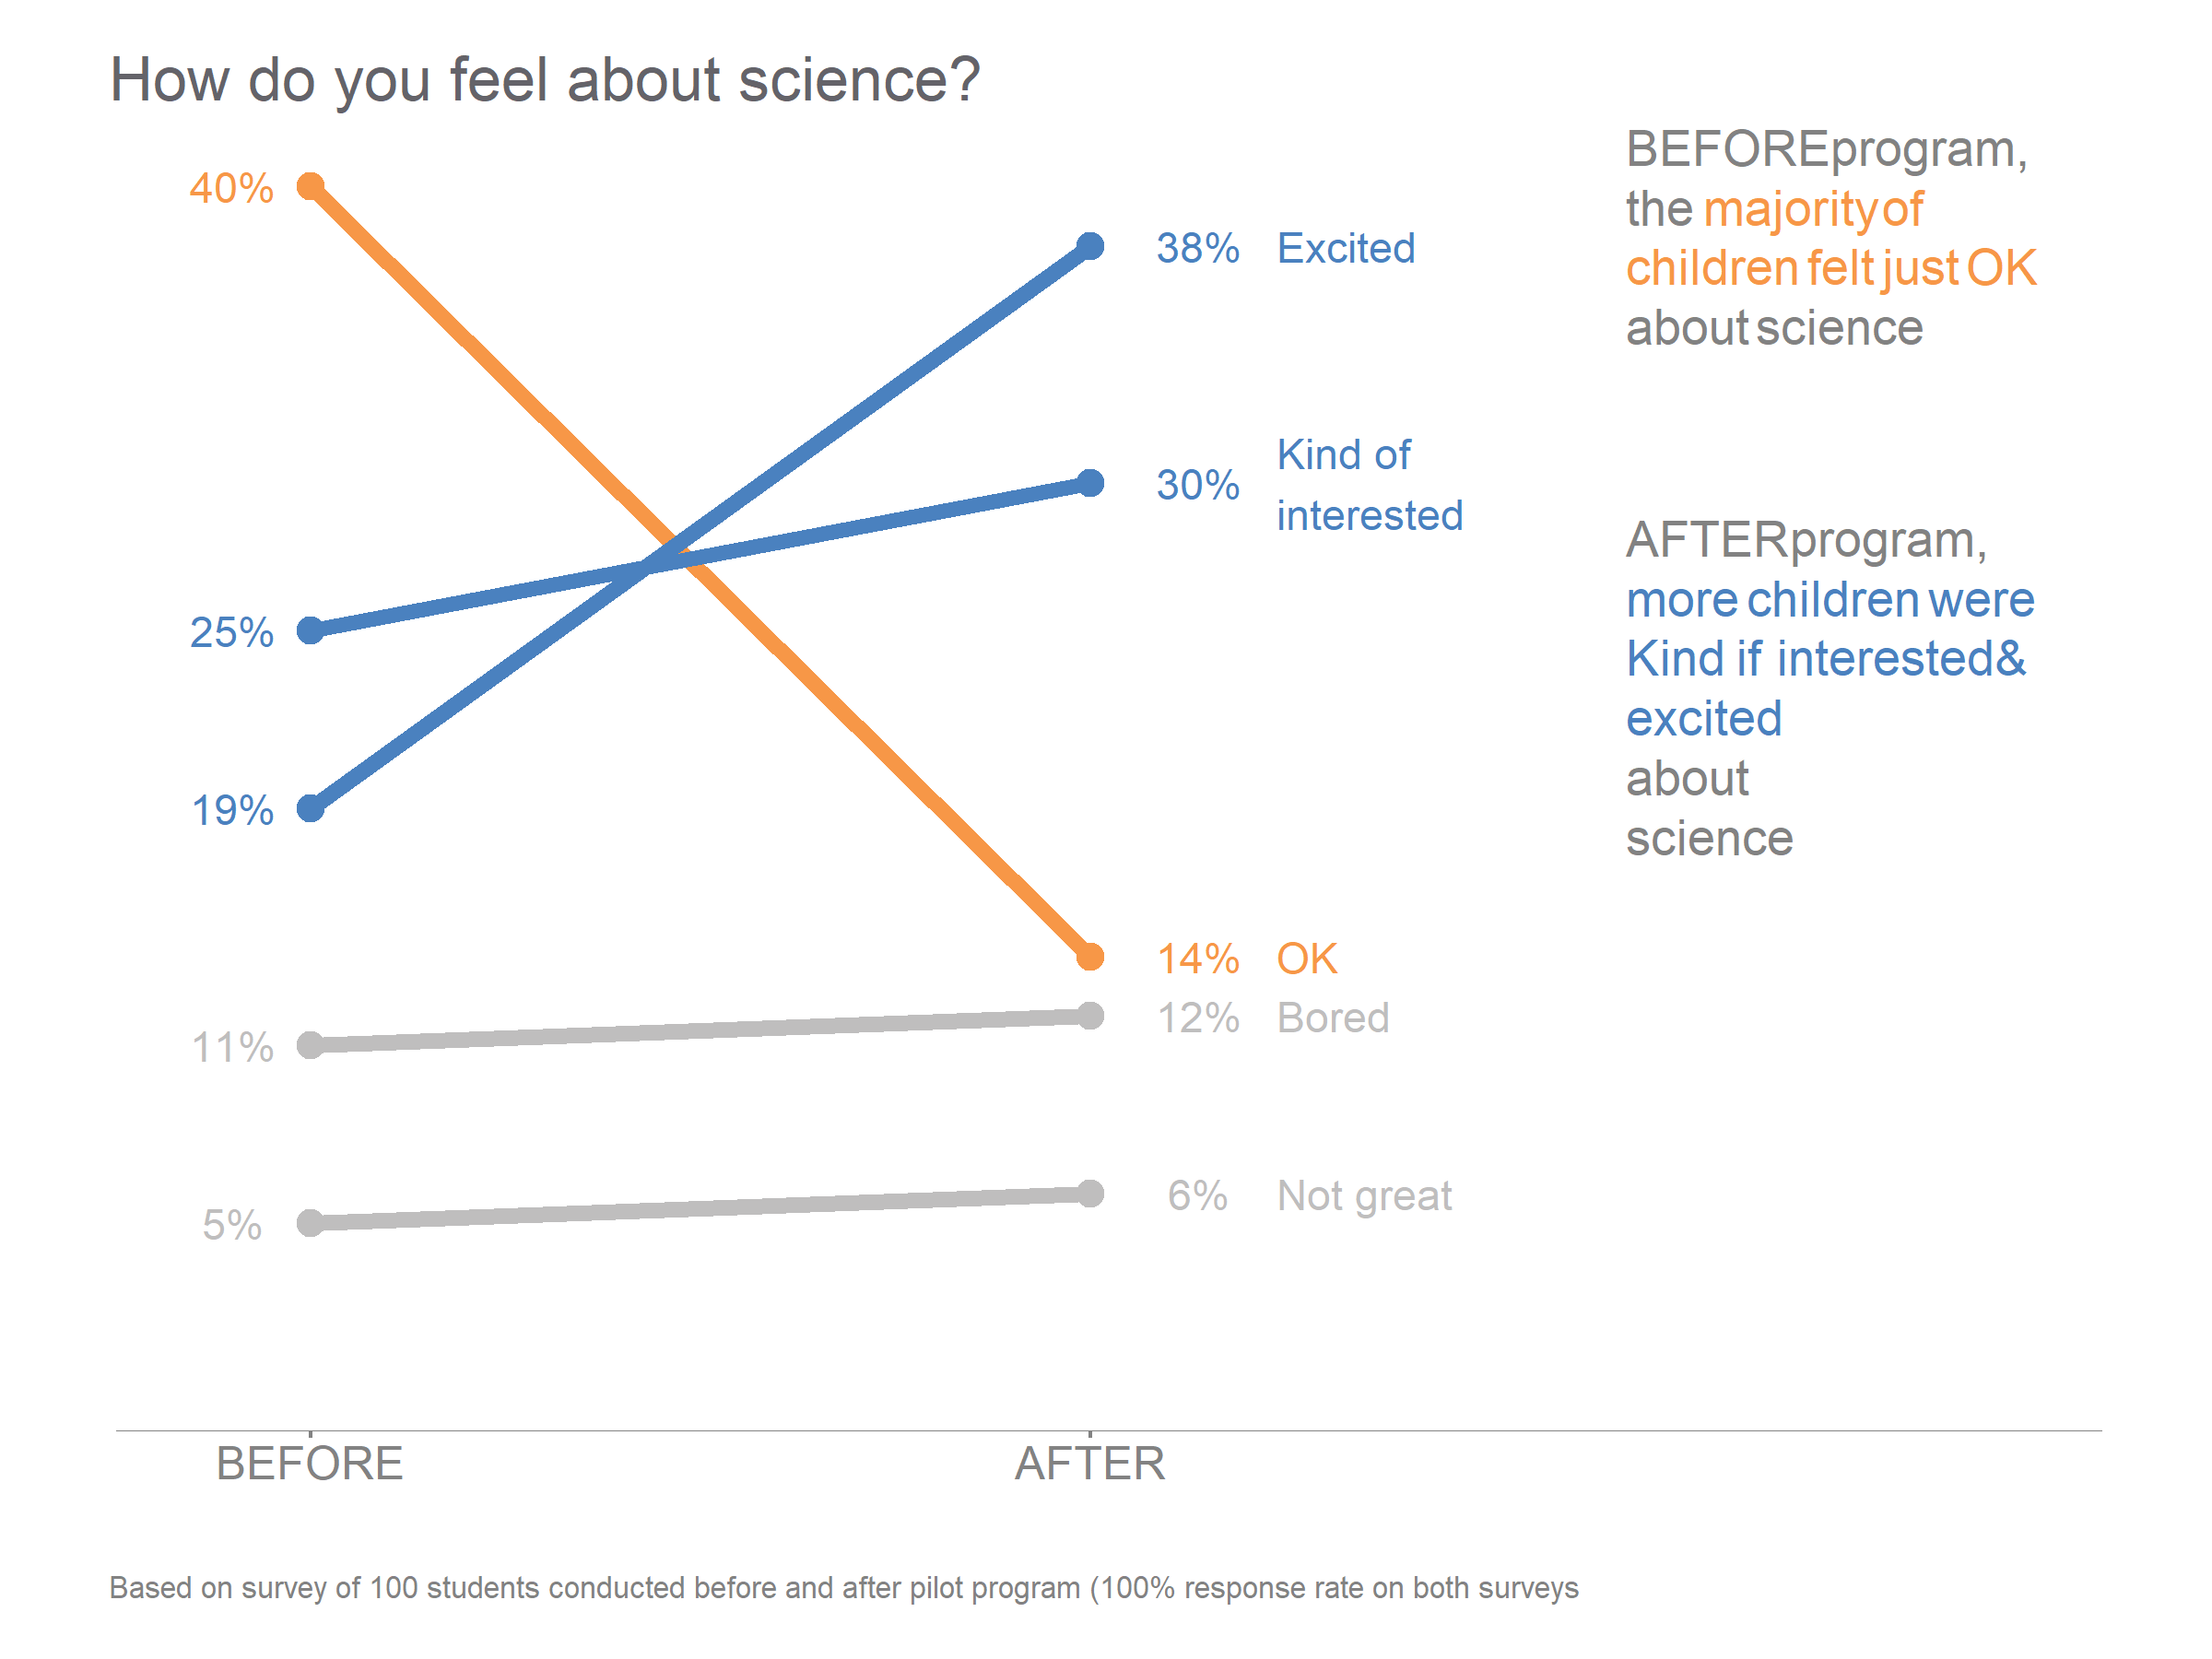 How do you feel about science?
BEFOREprogram,
the majorityof
children felt just OK
about science
40%
38% Excited
Kind of
30%
interested
AFTERprogram,
more children were
Kind if interested&
excited
about
science
25%
19%
14% OK
12% Bored
11%
6% Not great
5%
BEFORE AFTER
Based on survey of 100 students conducted before and after pilot program (100% response rate on both surveys